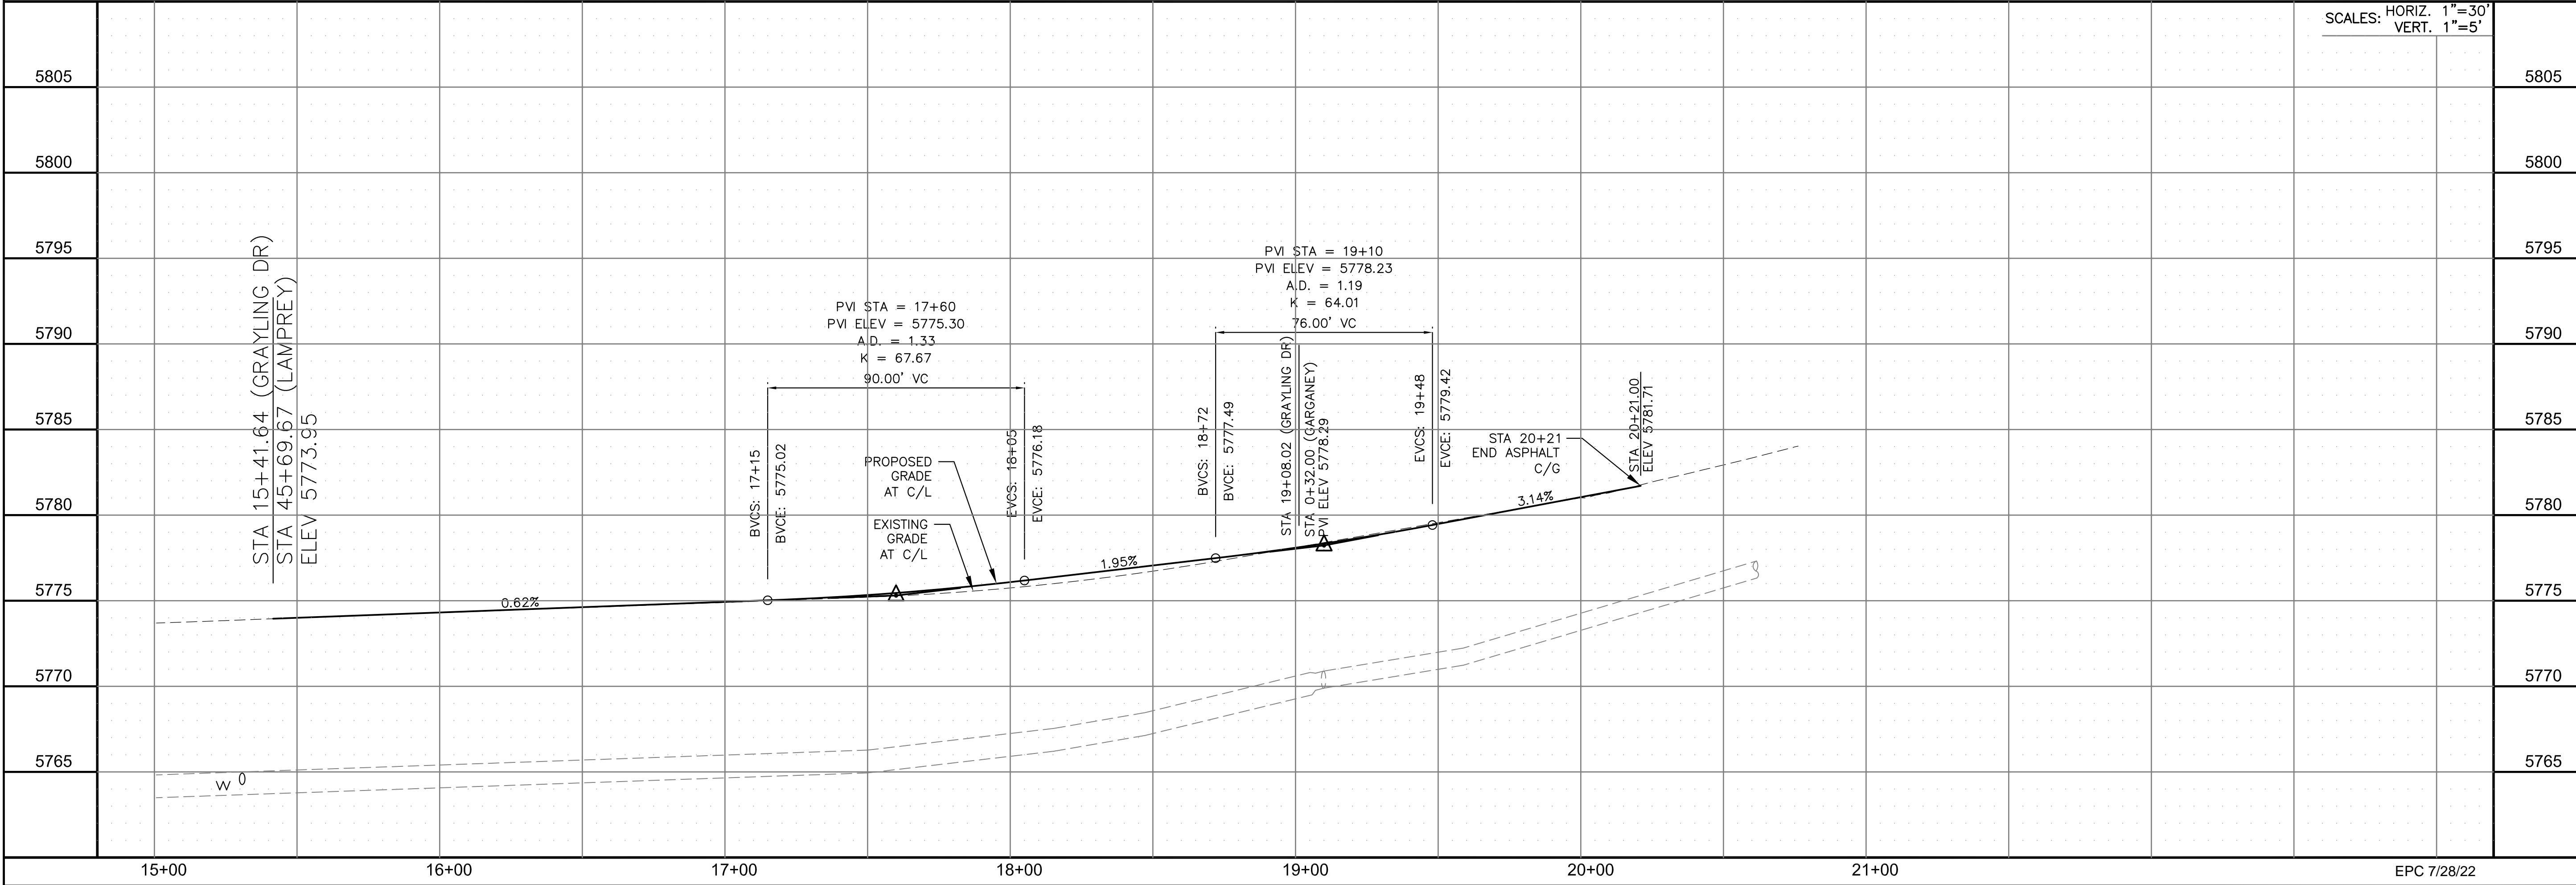 SCALES: HORIZ. 1"=30'
VERT. 1"=5'
5805
5805
5800
5800
5795
5795
5790
5790
5785
5785
5780
5780
5775
5775
5770
5770
5765
5765
STA 15+41.64 (GRAYLING DR)
STA 45+69.67 (LAMPREY)
ELEV 5773.95
0.62%
PVI STA = 17+60
PVI ELEV = 5775.30
A.D. = 1.33
K = 67.67
90.00' VC
BVCS: 17+15
BVCE: 5775.02
EVCS: 18+05
EVCE: 5776.18
PROPOSED
GRADE
AT C/L
EXISTING
GRADE
AT C/L
1.95%
PVI STA = 19+10
PVI ELEV = 5778.23
A.D. = 1.19
K = 64.01
76.00' VC
BVCS: 18+72
BVCE: 5777.49
STA 19+08.02 (GRAYLING DR)
STA 0+32.00 (GARGANEY)
PVI ELEV 5778.29
EVCS: 19+48
EVCE: 5779.42
STA 20+21
END ASPHALT
C/G
STA 20+21.00
ELEV 5781.71
3.14%
W
15+00
16+00
17+00
18+00
19+00
20+00
21+00
EPC 7/28/22